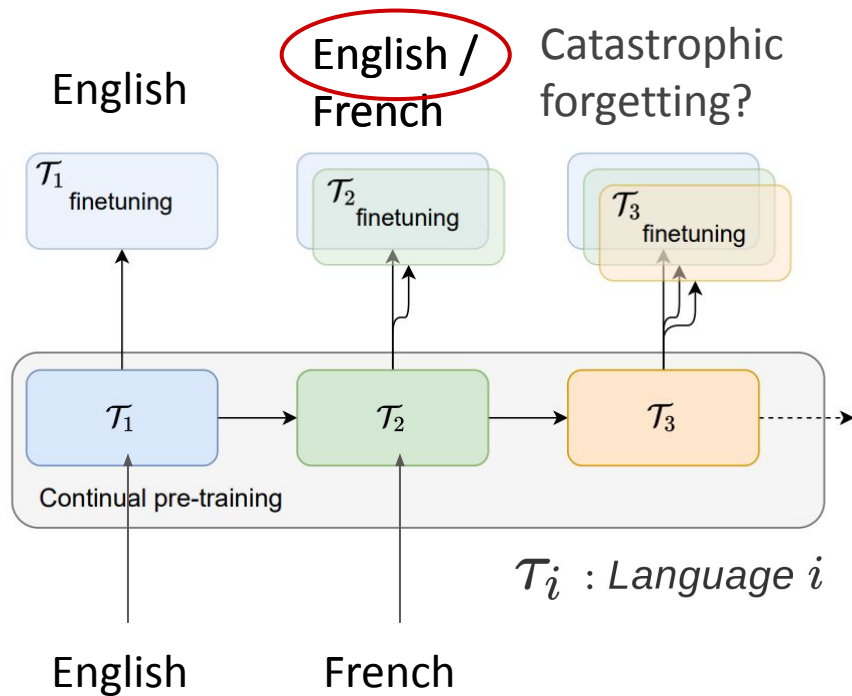 English
English /
French
Catastrophic
forgetting?
𝒯₁ finetuning
𝒯₂ finetuning
𝒯₃ finetuning
𝒯₁
𝒯₂
𝒯₃
Continual pre-training
𝒯ᵢ : Language i
English
French